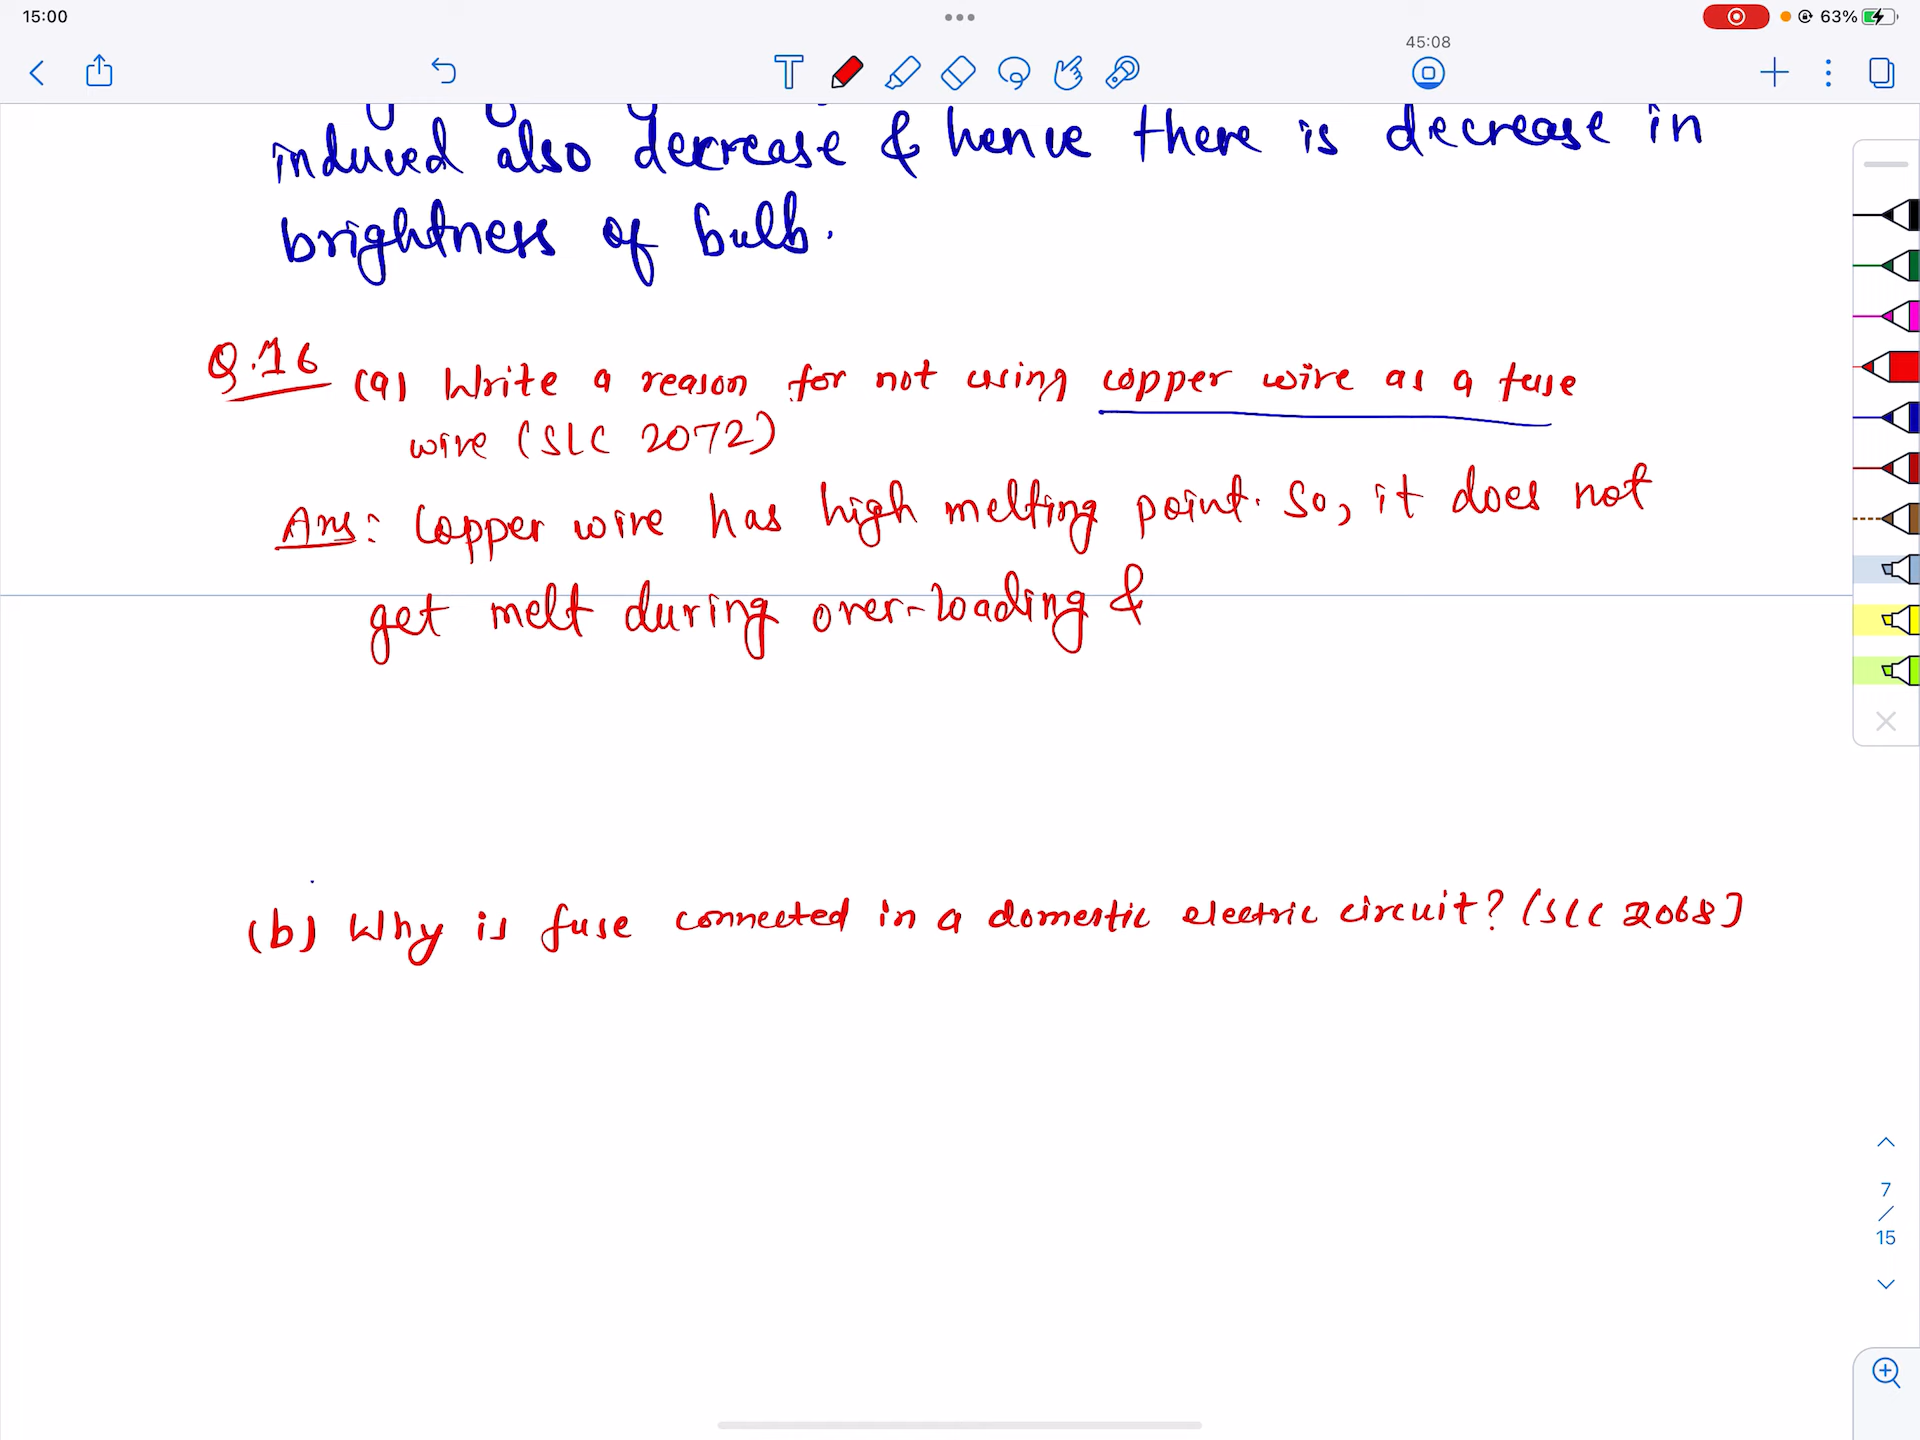 15:00
63%
45:08
induced also decrease & hence there is decrease in
brightness of bulb.
Q.16 (a) Write a reason for not using copper wire as a fuse
wire (SLC 2072)
Ans: Copper wire has high melting point. So, it does not
get melt during over-loading &
(b) Why is fuse connected in a domestic electric circuit? (SLC 2068]
7
/
15